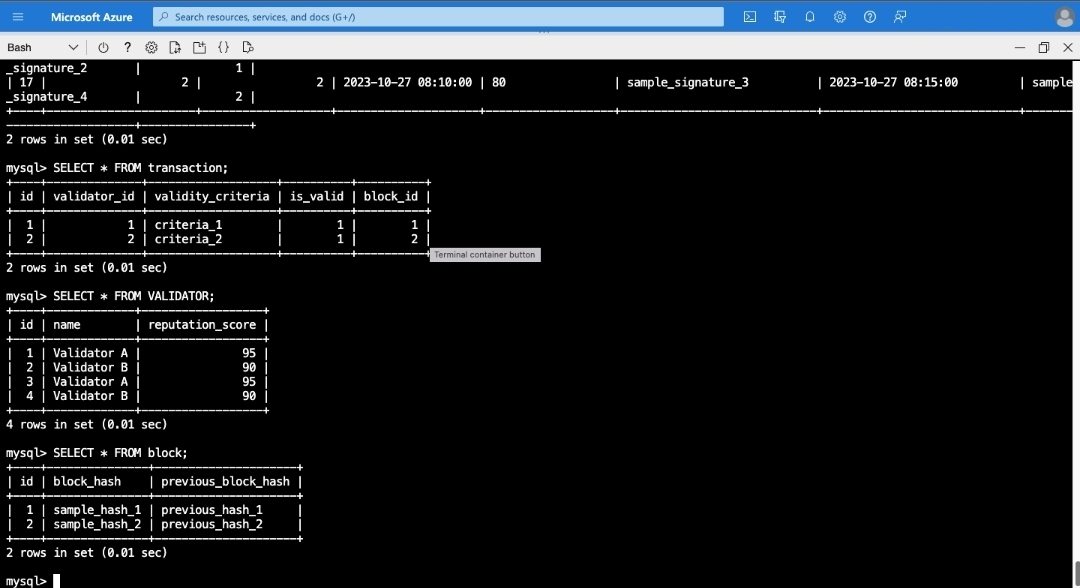 Microsoft Azure
Search resources, services, and docs (G+/)
Bash
_signature_2 | 1 |
| 17 | 2 | 2 | 2023-10-27 08:10:00 | 80 | sample_signature_3 | 2023-10-27 08:15:00 | sample
_signature_4 | 2 |
2 rows in set (0.01 sec)
mysql> SELECT * FROM transaction;
| id | validator_id | validity_criteria | is_valid | block_id |
| 1 | 1 | criteria_1 | 1 | 1 |
| 2 | 2 | criteria_2 | 1 | 2 |
Terminal container button
2 rows in set (0.01 sec)
mysql> SELECT * FROM VALIDATOR;
| id | name | reputation_score |
| 1 | Validator A | 95 |
| 2 | Validator B | 90 |
| 3 | Validator A | 95 |
| 4 | Validator B | 90 |
4 rows in set (0.01 sec)
mysql> SELECT * FROM block;
| id | block_hash | previous_block_hash |
| 1 | sample_hash_1 | previous_hash_1 |
| 2 | sample_hash_2 | previous_hash_2 |
2 rows in set (0.01 sec)
mysql>